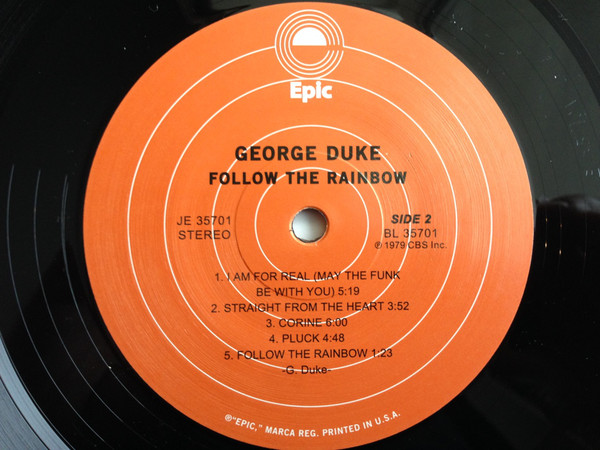 Epic
GEORGE DUKE
FOLLOW THE RAINBOW
JE 35701
STEREO
SIDE 2
BL 35701
℗ 1979 CBS Inc.
1. I AM FOR REAL (MAY THE FUNK
BE WITH YOU) 5:19
2. STRAIGHT FROM THE HEART 3:52
3. CORINE 6:00
4. PLUCK 4:48
5. FOLLOW THE RAINBOW 1:23
-G. Duke-
®"EPIC," MARCA REG. PRINTED IN U.S.A.